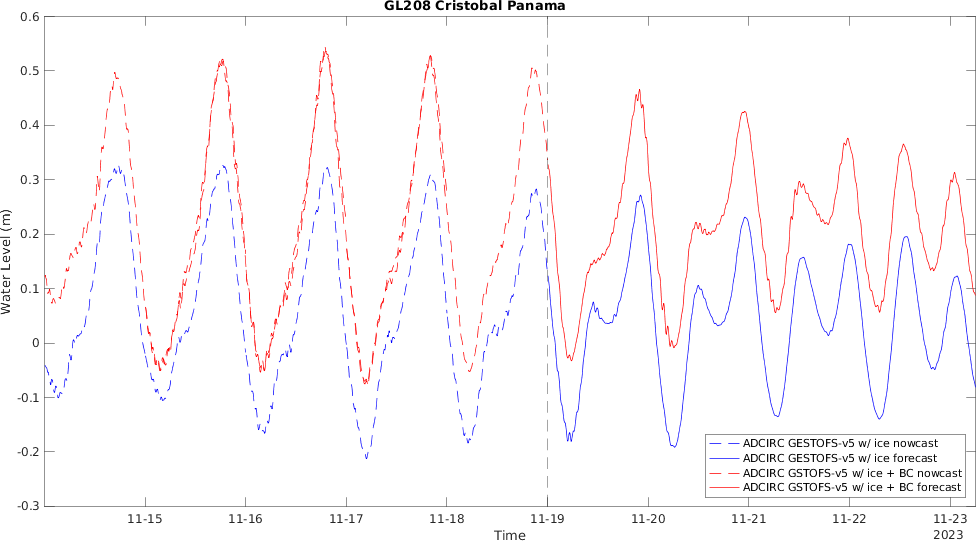 GL208 Cristobal Panama
0.6
0.5
0.4
0.3
0.2
0.1
0
-0.1
-0.2
-0.3
Water Level (m)
ADCIRC GESTOFS-v5 w/ ice nowcast
ADCIRC GESTOFS-v5 w/ ice forecast
ADCIRC GSTOFS-v5 w/ ice + BC nowcast
ADCIRC GSTOFS-v5 w/ ice + BC forecast
11-15 11-16 11-17 11-18 11-19 11-20 11-21 11-22 11-23
Time 2023